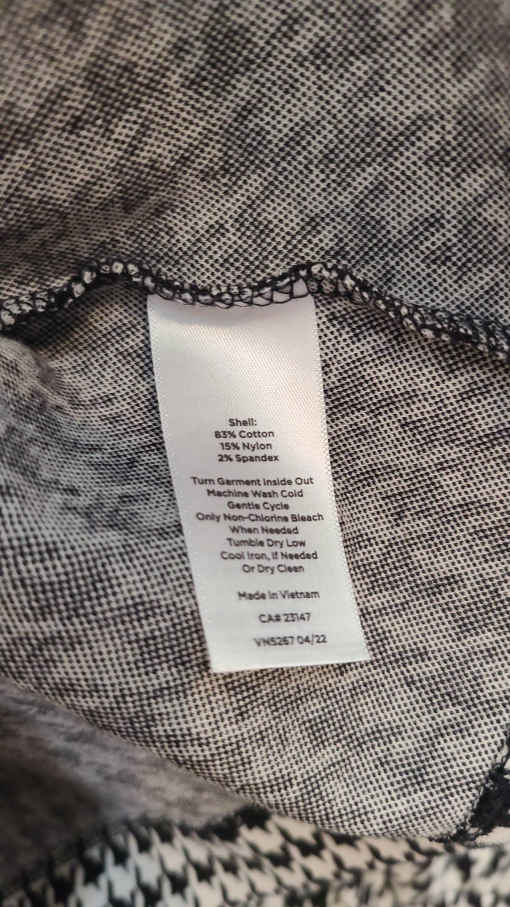 Shell:
83% Cotton
15% Nylon
2% Spandex
Turn Garment Inside Out
Machine Wash Cold
Gentle Cycle
Only Non-Chlorine Bleach
When Needed
Tumble Dry Low
Cool Iron, If Needed
Or Dry Clean
Made in Vietnam
CA# 23147
VN5267 04/22